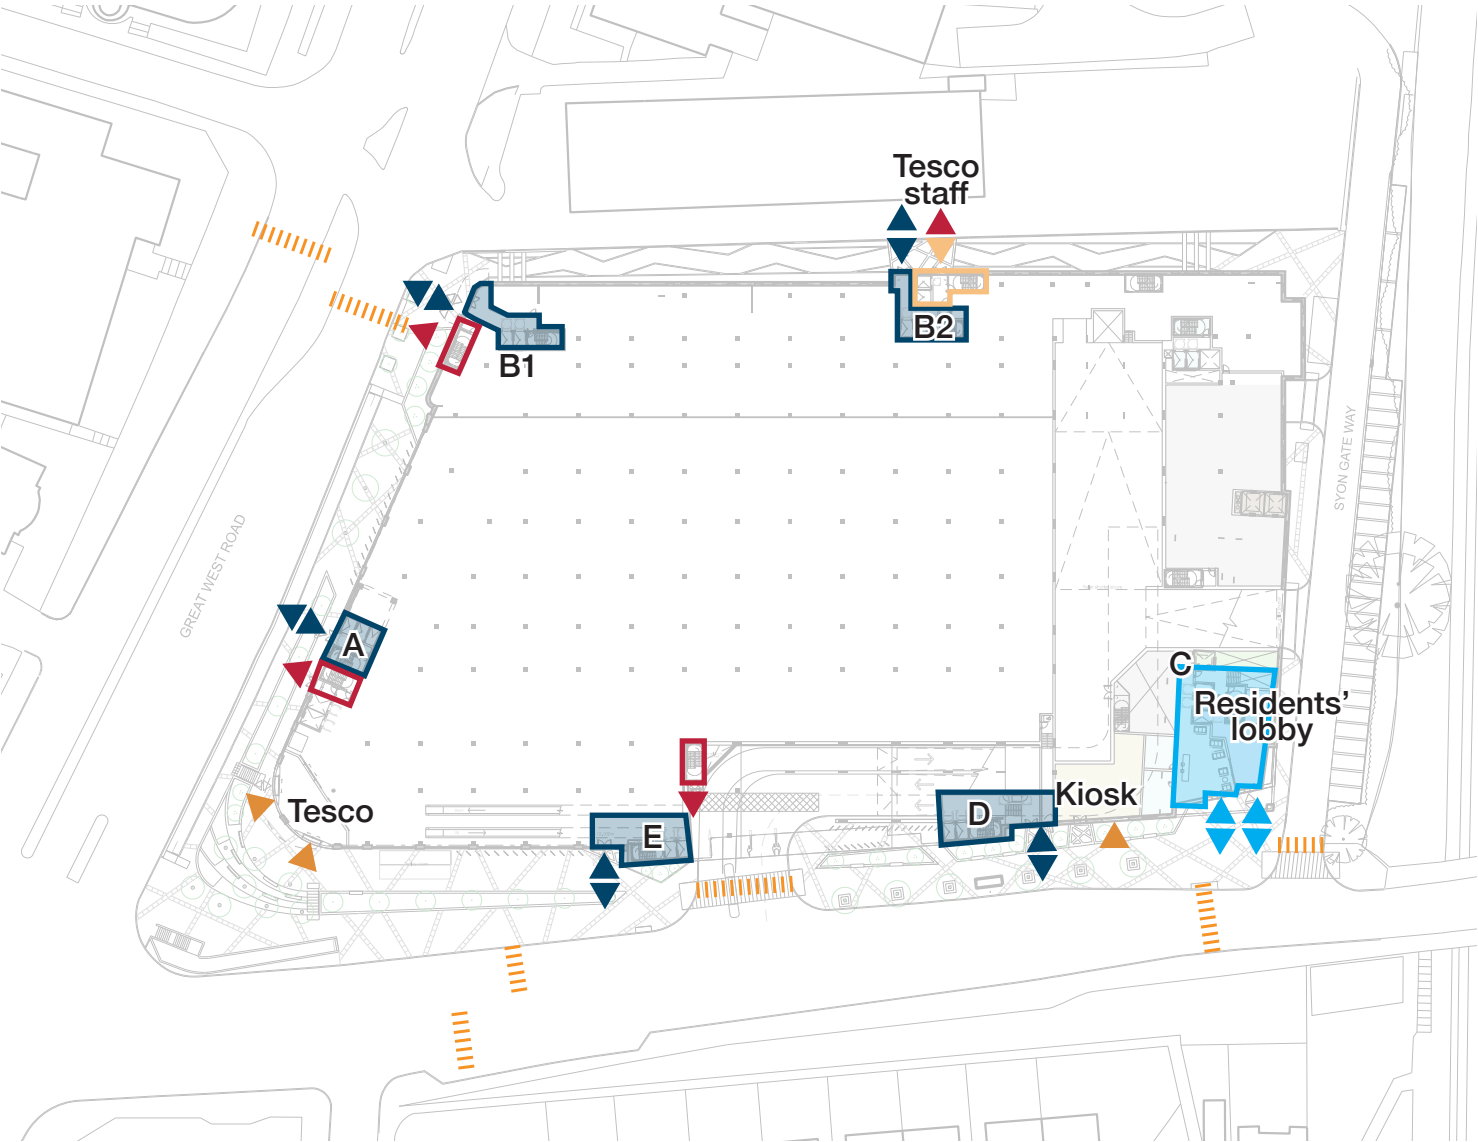 Tesco
staff
B2
B1
SYON GATE WAY
GREAT WEST ROAD
A
C
Residents’
lobby
Tesco
Kiosk
D
E